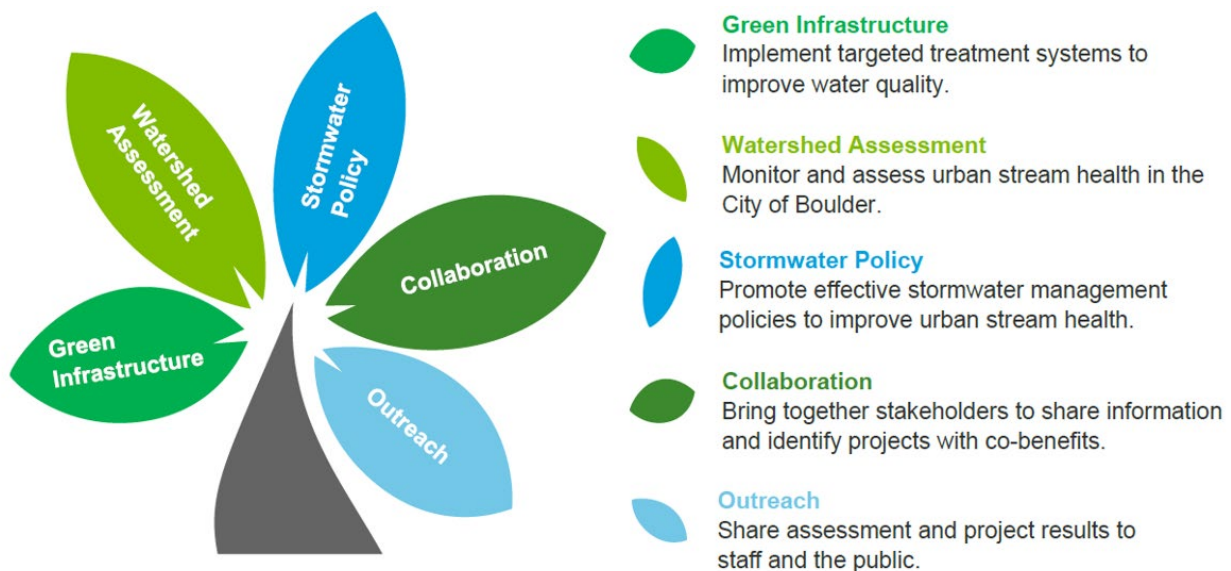 Watershed
Assessment
Stormwater
Policy
Collaboration
Green
Infrastructure
Outreach
Green Infrastructure
Implement targeted treatment systems to
improve water quality.
Watershed Assessment
Monitor and assess urban stream health in the
City of Boulder.
Stormwater Policy
Promote effective stormwater management
policies to improve urban stream health.
Collaboration
Bring together stakeholders to share information
and identify projects with co-benefits.
Outreach
Share assessment and project results to
staff and the public.